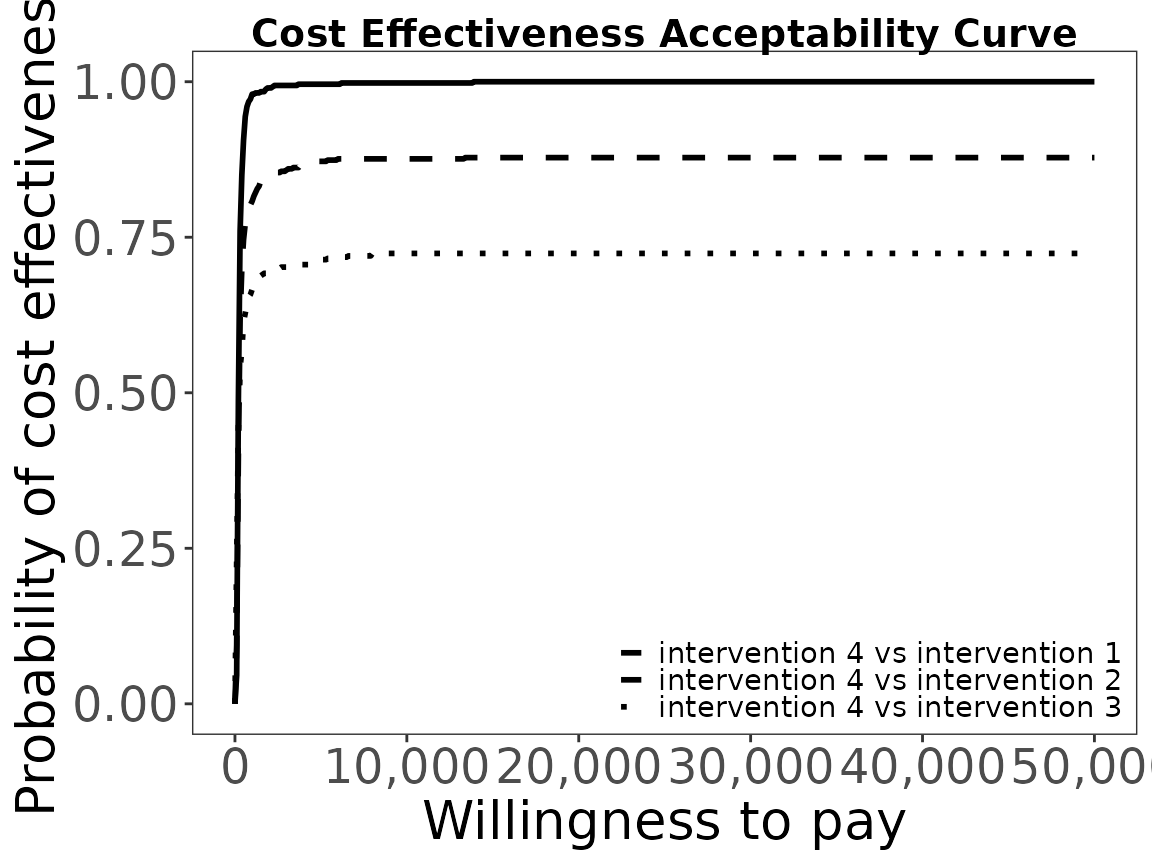 Cost Effectiveness Acceptability Curve
Probability of cost effectiveness
1.00
0.75
0.50
0.25
0.00
intervention 4 vs intervention 1
intervention 4 vs intervention 2
intervention 4 vs intervention 3
0 10,000 20,000 30,000 40,000 50,000
Willingness to pay